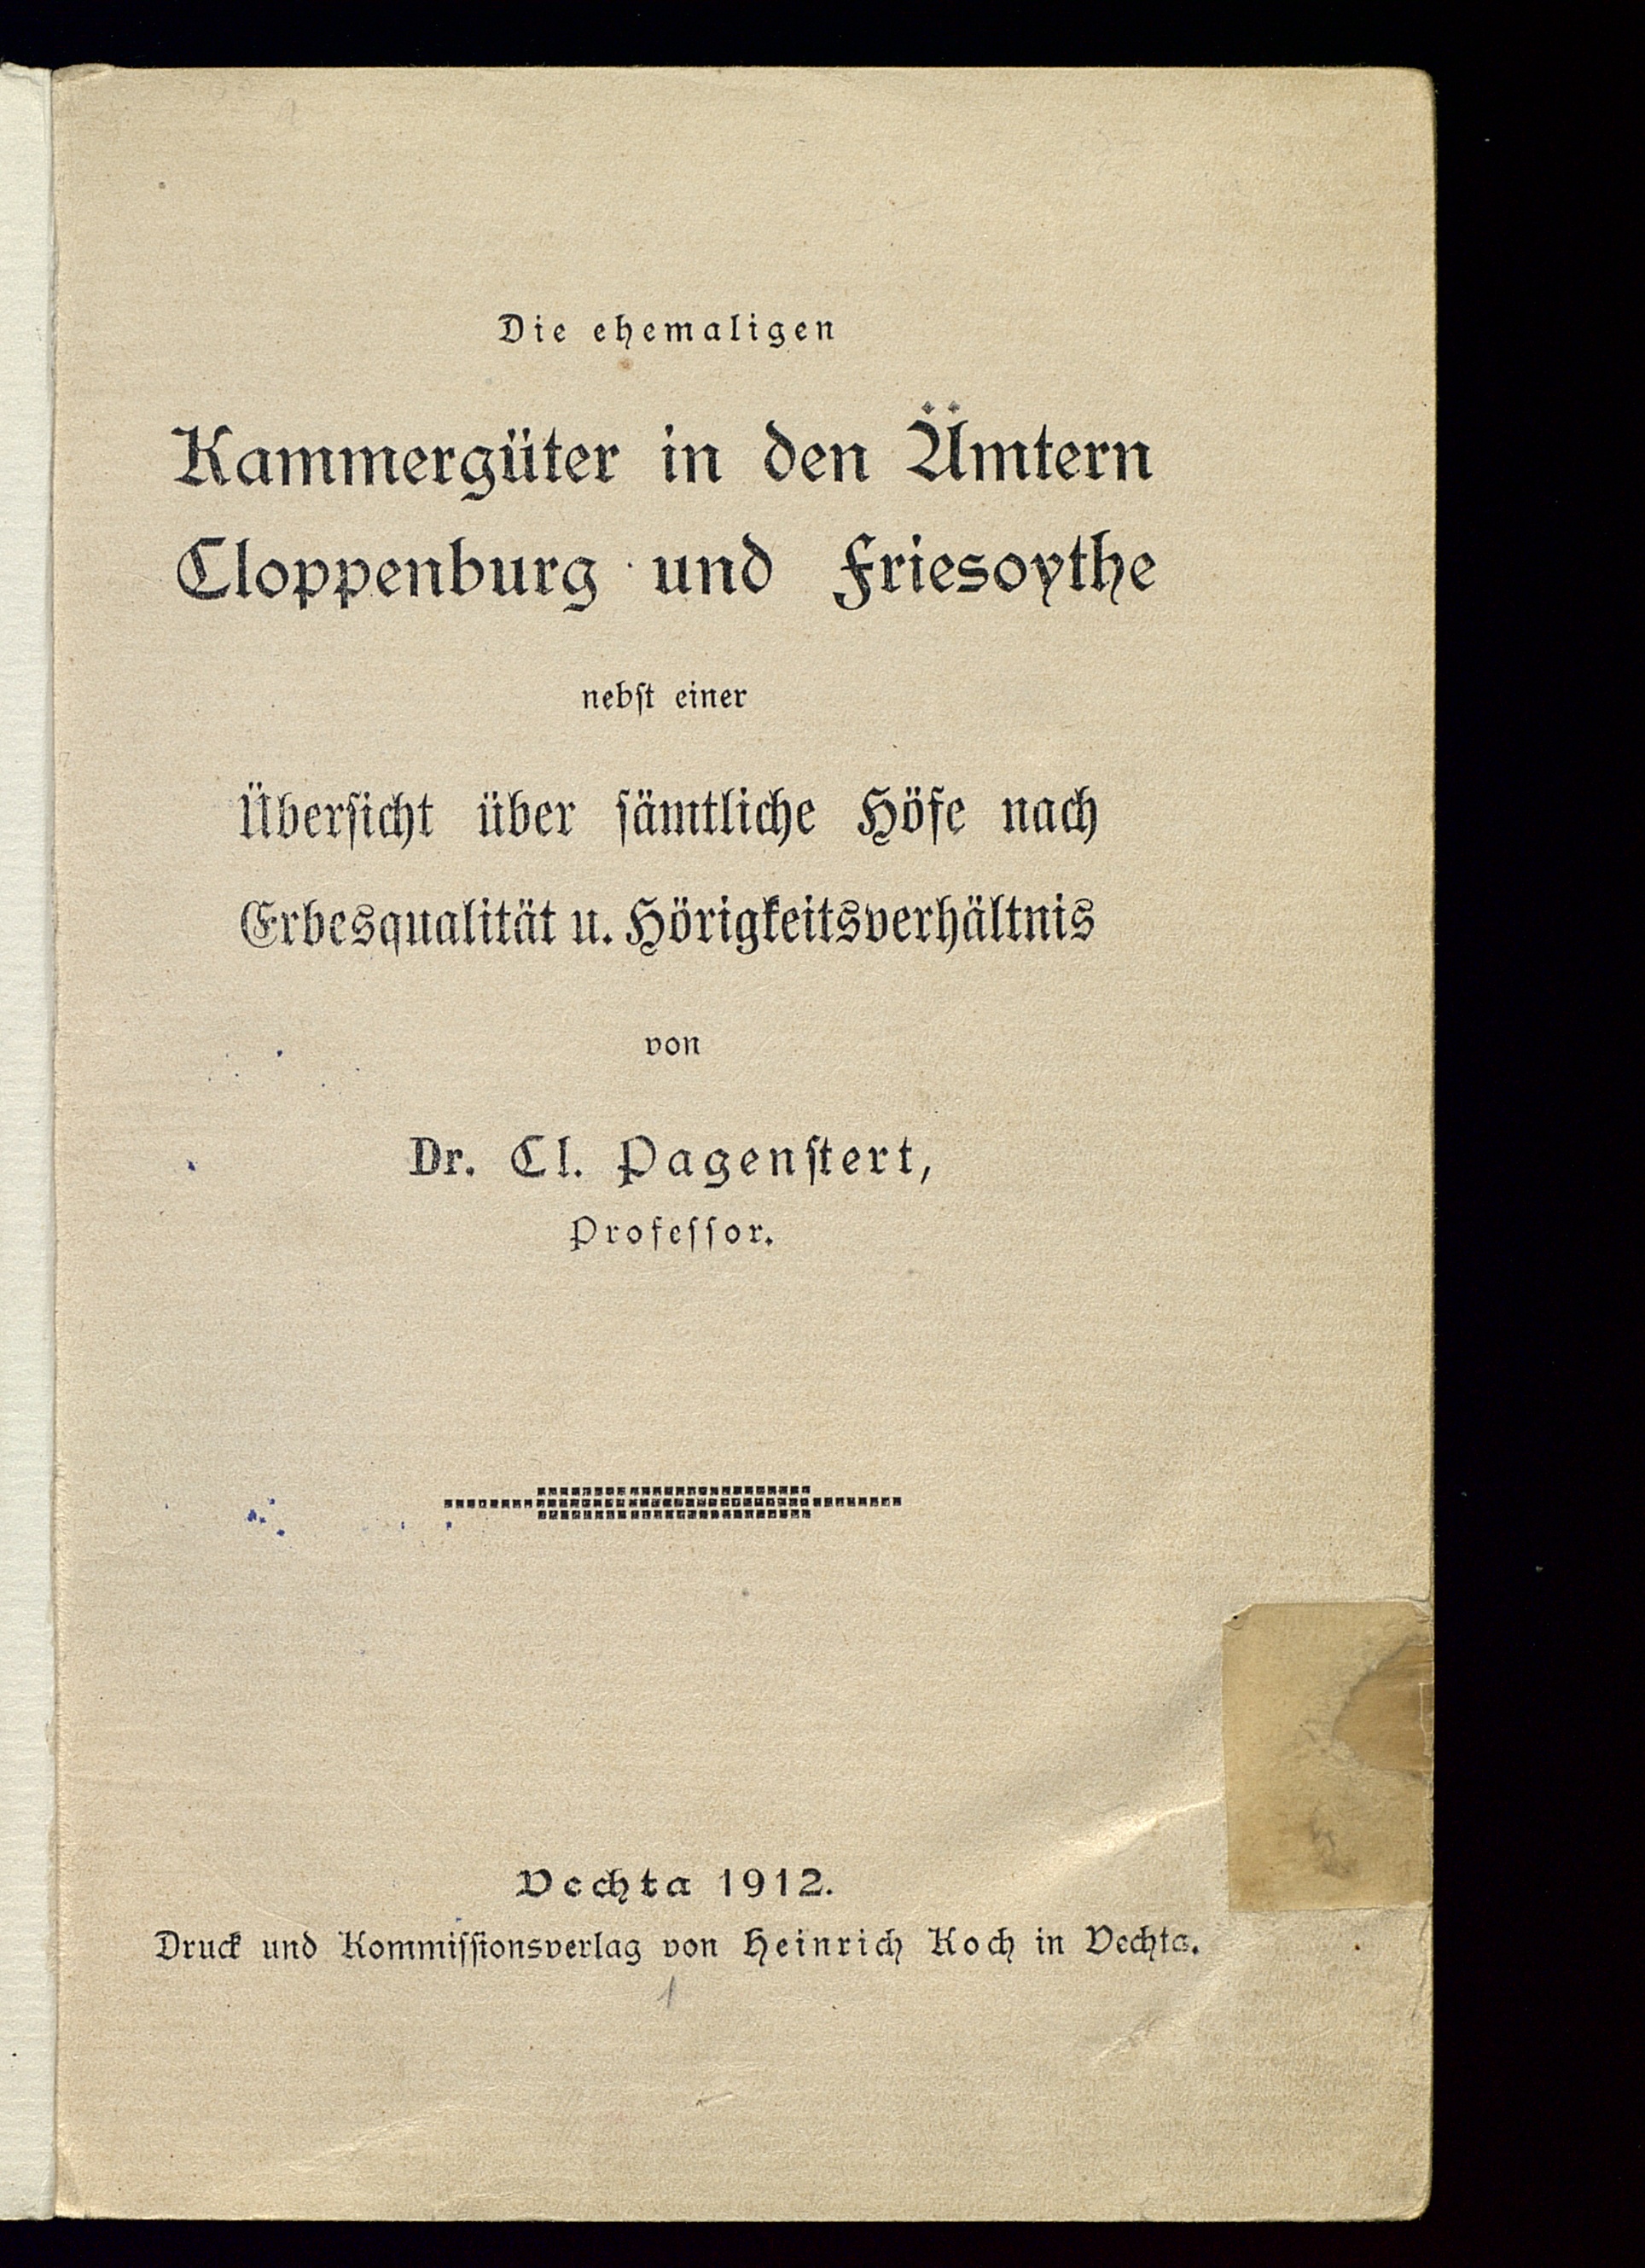 Die ehemaligen
Kammergüter in den Ämtern
Cloppenburg und Friesoythe
nebſt einer
Überſicht über ſämtliche Höfe nach
Erbesqualität u. Hörigkeitsverhältnis
von
Dr. Cl. Pagenſtert,
Profeſſor.
Vechta 1912.
Druck und Kommiſſionsverlag von Heinrich Koch in Vechta.